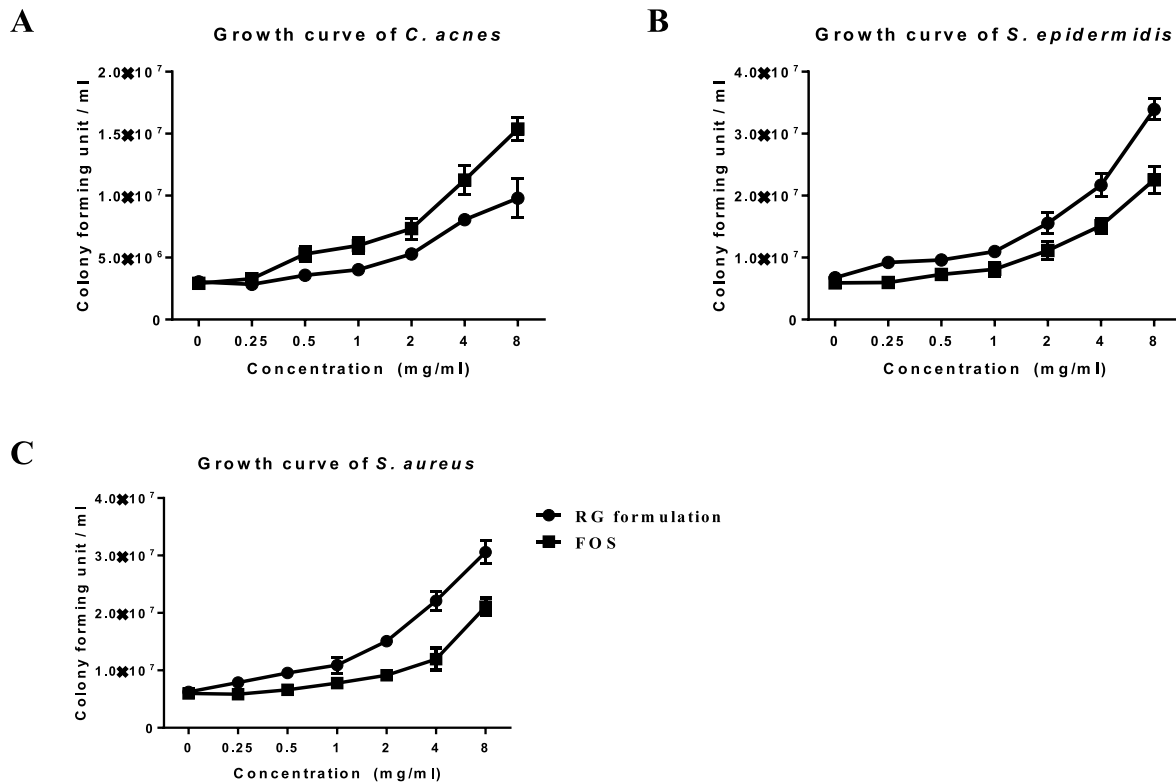 A
Growth curve of C. acnes
Colony forming unit / ml
2.0✖10⁷
1.5✖10⁷
1.0✖10⁷
5.0✖10⁶
0
0 0.25 0.5 1 2 4 8
Concentration (mg/ml)
B
Growth curve of S. epidermidis
Colony forming unit / ml
4.0✖10⁷
3.0✖10⁷
2.0✖10⁷
1.0✖10⁷
0
0 0.25 0.5 1 2 4 8
Concentration (mg/ml)
C
Growth curve of S. aureus
Colony forming unit / ml
4.0✖10⁷
3.0✖10⁷
2.0✖10⁷
1.0✖10⁷
0
0 0.25 0.5 1 2 4 8
Concentration (mg/ml)
RG formulation
FOS